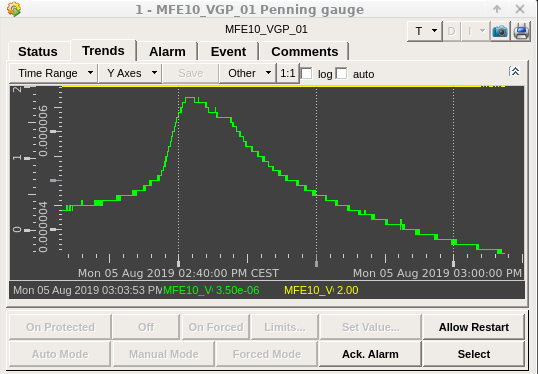 1 - MFE10_VGP_01 Penning gauge
MFE10_VGP_01
T D I
Status Trends Alarm Event Comments
Time Range Y Axes Save Other 1:1 log auto
2 1 0
0.000006 0.000004
Mon 05 Aug 2019 02:40:00 PM CEST Mon 05 Aug 2019 03:00:00 PM
Mon 05 Aug 2019 03:03:53 PM MFE10_V 3.50e-06 MFE10_V 2.00
On Protected Off On Forced Limits... Set Value... Allow Restart
Auto Mode Manual Mode Forced Mode Ack. Alarm Select